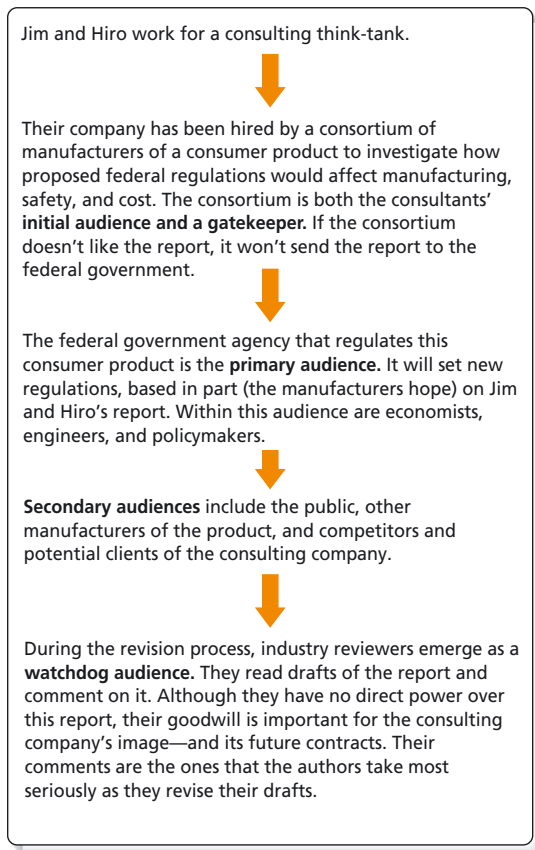 Jim and Hiro work for a consulting think-tank.
Their company has been hired by a consortium of
manufacturers of a consumer product to investigate how
proposed federal regulations would affect manufacturing,
safety, and cost. The consortium is both the consultants’
initial audience and a gatekeeper. If the consortium
doesn’t like the report, it won’t send the report to the
federal government.
The federal government agency that regulates this
consumer product is the primary audience. It will set new
regulations, based in part (the manufacturers hope) on Jim
and Hiro’s report. Within this audience are economists,
engineers, and policymakers.
Secondary audiences include the public, other
manufacturers of the product, and competitors and
potential clients of the consulting company.
During the revision process, industry reviewers emerge as a
watchdog audience. They read drafts of the report and
comment on it. Although they have no direct power over
this report, their goodwill is important for the consulting
company’s image—and its future contracts. Their
comments are the ones that the authors take most
seriously as they revise their drafts.